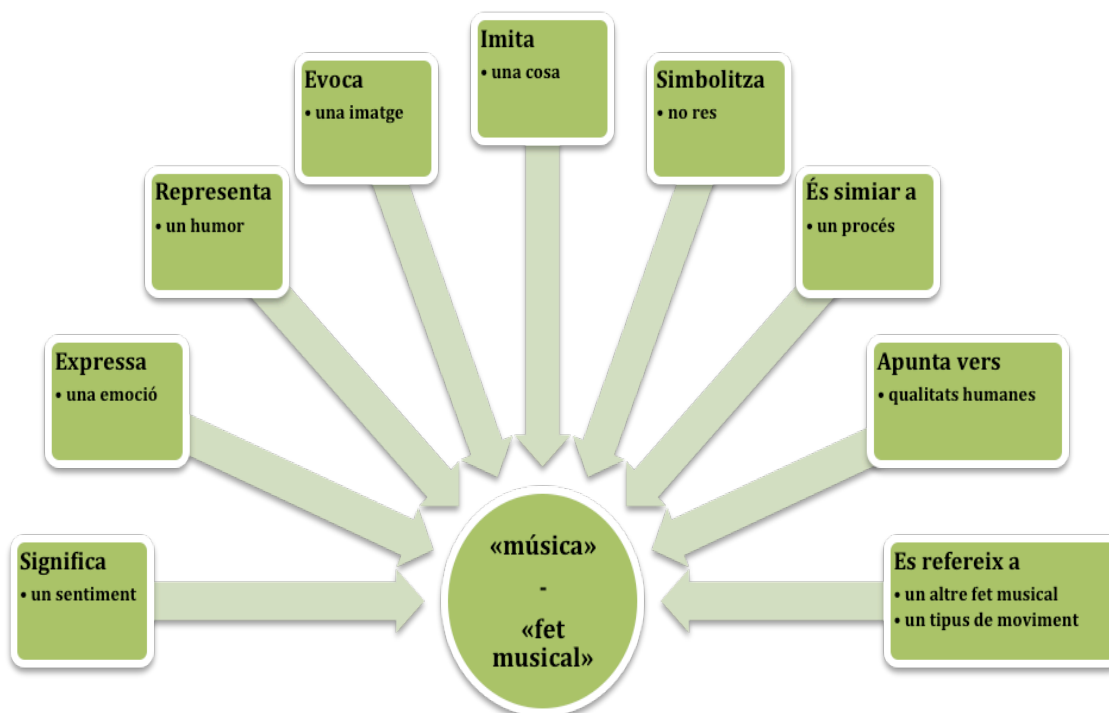 Imita
• una cosa
Evoca
• una imatge
Simbolitza
• no res
Representa
• un humor
És simiar a
• un procés
Expressa
• una emoció
Apunta vers
• qualitats humanes
Significa
• un sentiment
Es refereix a
• un altre fet musical
• un tipus de moviment
«música»
-
«fet
musical»